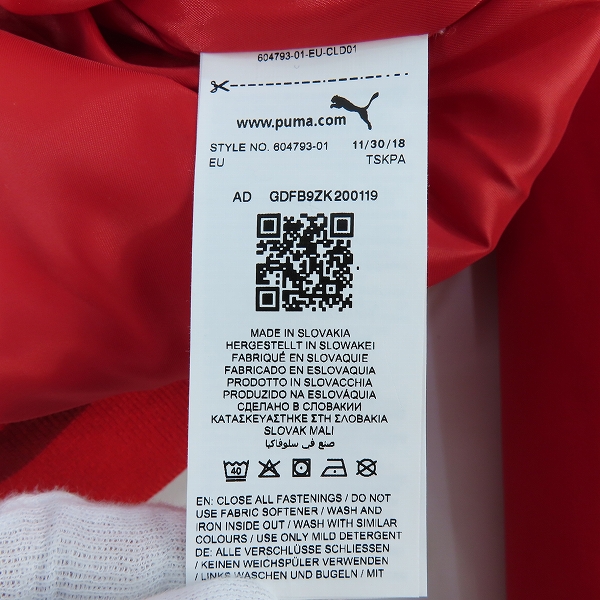 604793-01-EU-CLD01
www.puma.com
STYLE NO. 604793-01 11/30/18
EU TSKPA
AD GDFB9ZK200119
MADE IN SLOVAKIA
HERGESTELLT IN SLOWAKEI
FABRIQUÉ EN SLOVAQUIE
FABRICADO EN ESLOVAQUIA
PRODOTTO IN SLOVACCHIA
PRODUZIDO NA ESLOVÁQUIA
СДЕЛАНО В СЛОВАКИИ
ΚΑΤΑΣΚΕΥΑΣΤΗΚΕ ΣΤΗ ΣΛΟΒΑΚΙΑ
SLOVAK MALI
صنع في سلوفاكيا
40
EN: CLOSE ALL FASTENINGS / DO NOT
USE FABRIC SOFTENER / WASH AND
IRON INSIDE OUT / WASH WITH SIMILAR
COLOURS / USE ONLY MILD DETERGENT
DE: ALLE VERSCHLÜSSE SCHLIESSEN
/ KEINEN WEICHSPÜLER VERWENDEN
/ LINKS WASCHEN UND BÜGELN / MIT